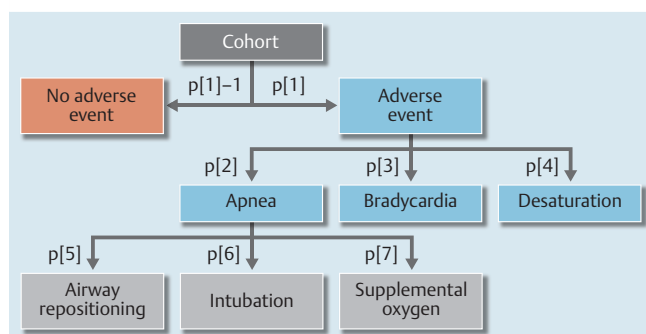 Cohort
p[1]–1
p[1]
No adverse
event
Adverse
event
p[2]
p[3]
p[4]
Apnea
Bradycardia
Desaturation
p[5]
p[6]
p[7]
Airway
repositioning
Intubation
Supplemental
oxygen